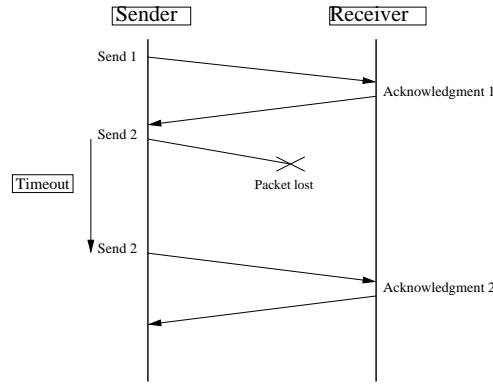 Sender
Receiver
Send 1
Acknowledgment 1
Send 2
Timeout
Packet lost
Send 2
Acknowledgment 2